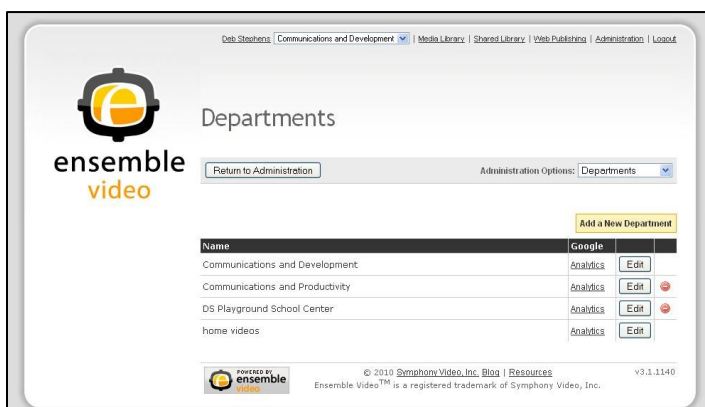 Deb Stephens Communications and Development | Media Library | Shared Library | Web Publishing | Administration | Logout
ensemble
video
Departments
Return to Administration Administration Options: Departments
Add a New Department
Name Google
Communications and Development Analytics Edit
Communications and Productivity Analytics Edit
DS Playground School Center Analytics Edit
home videos Analytics Edit
POWERED BY
ensemble
video
© 2010 Symphony Video, Inc. Blog | Resources v3.1.1140
Ensemble Video™ is a registered trademark of Symphony Video, Inc.